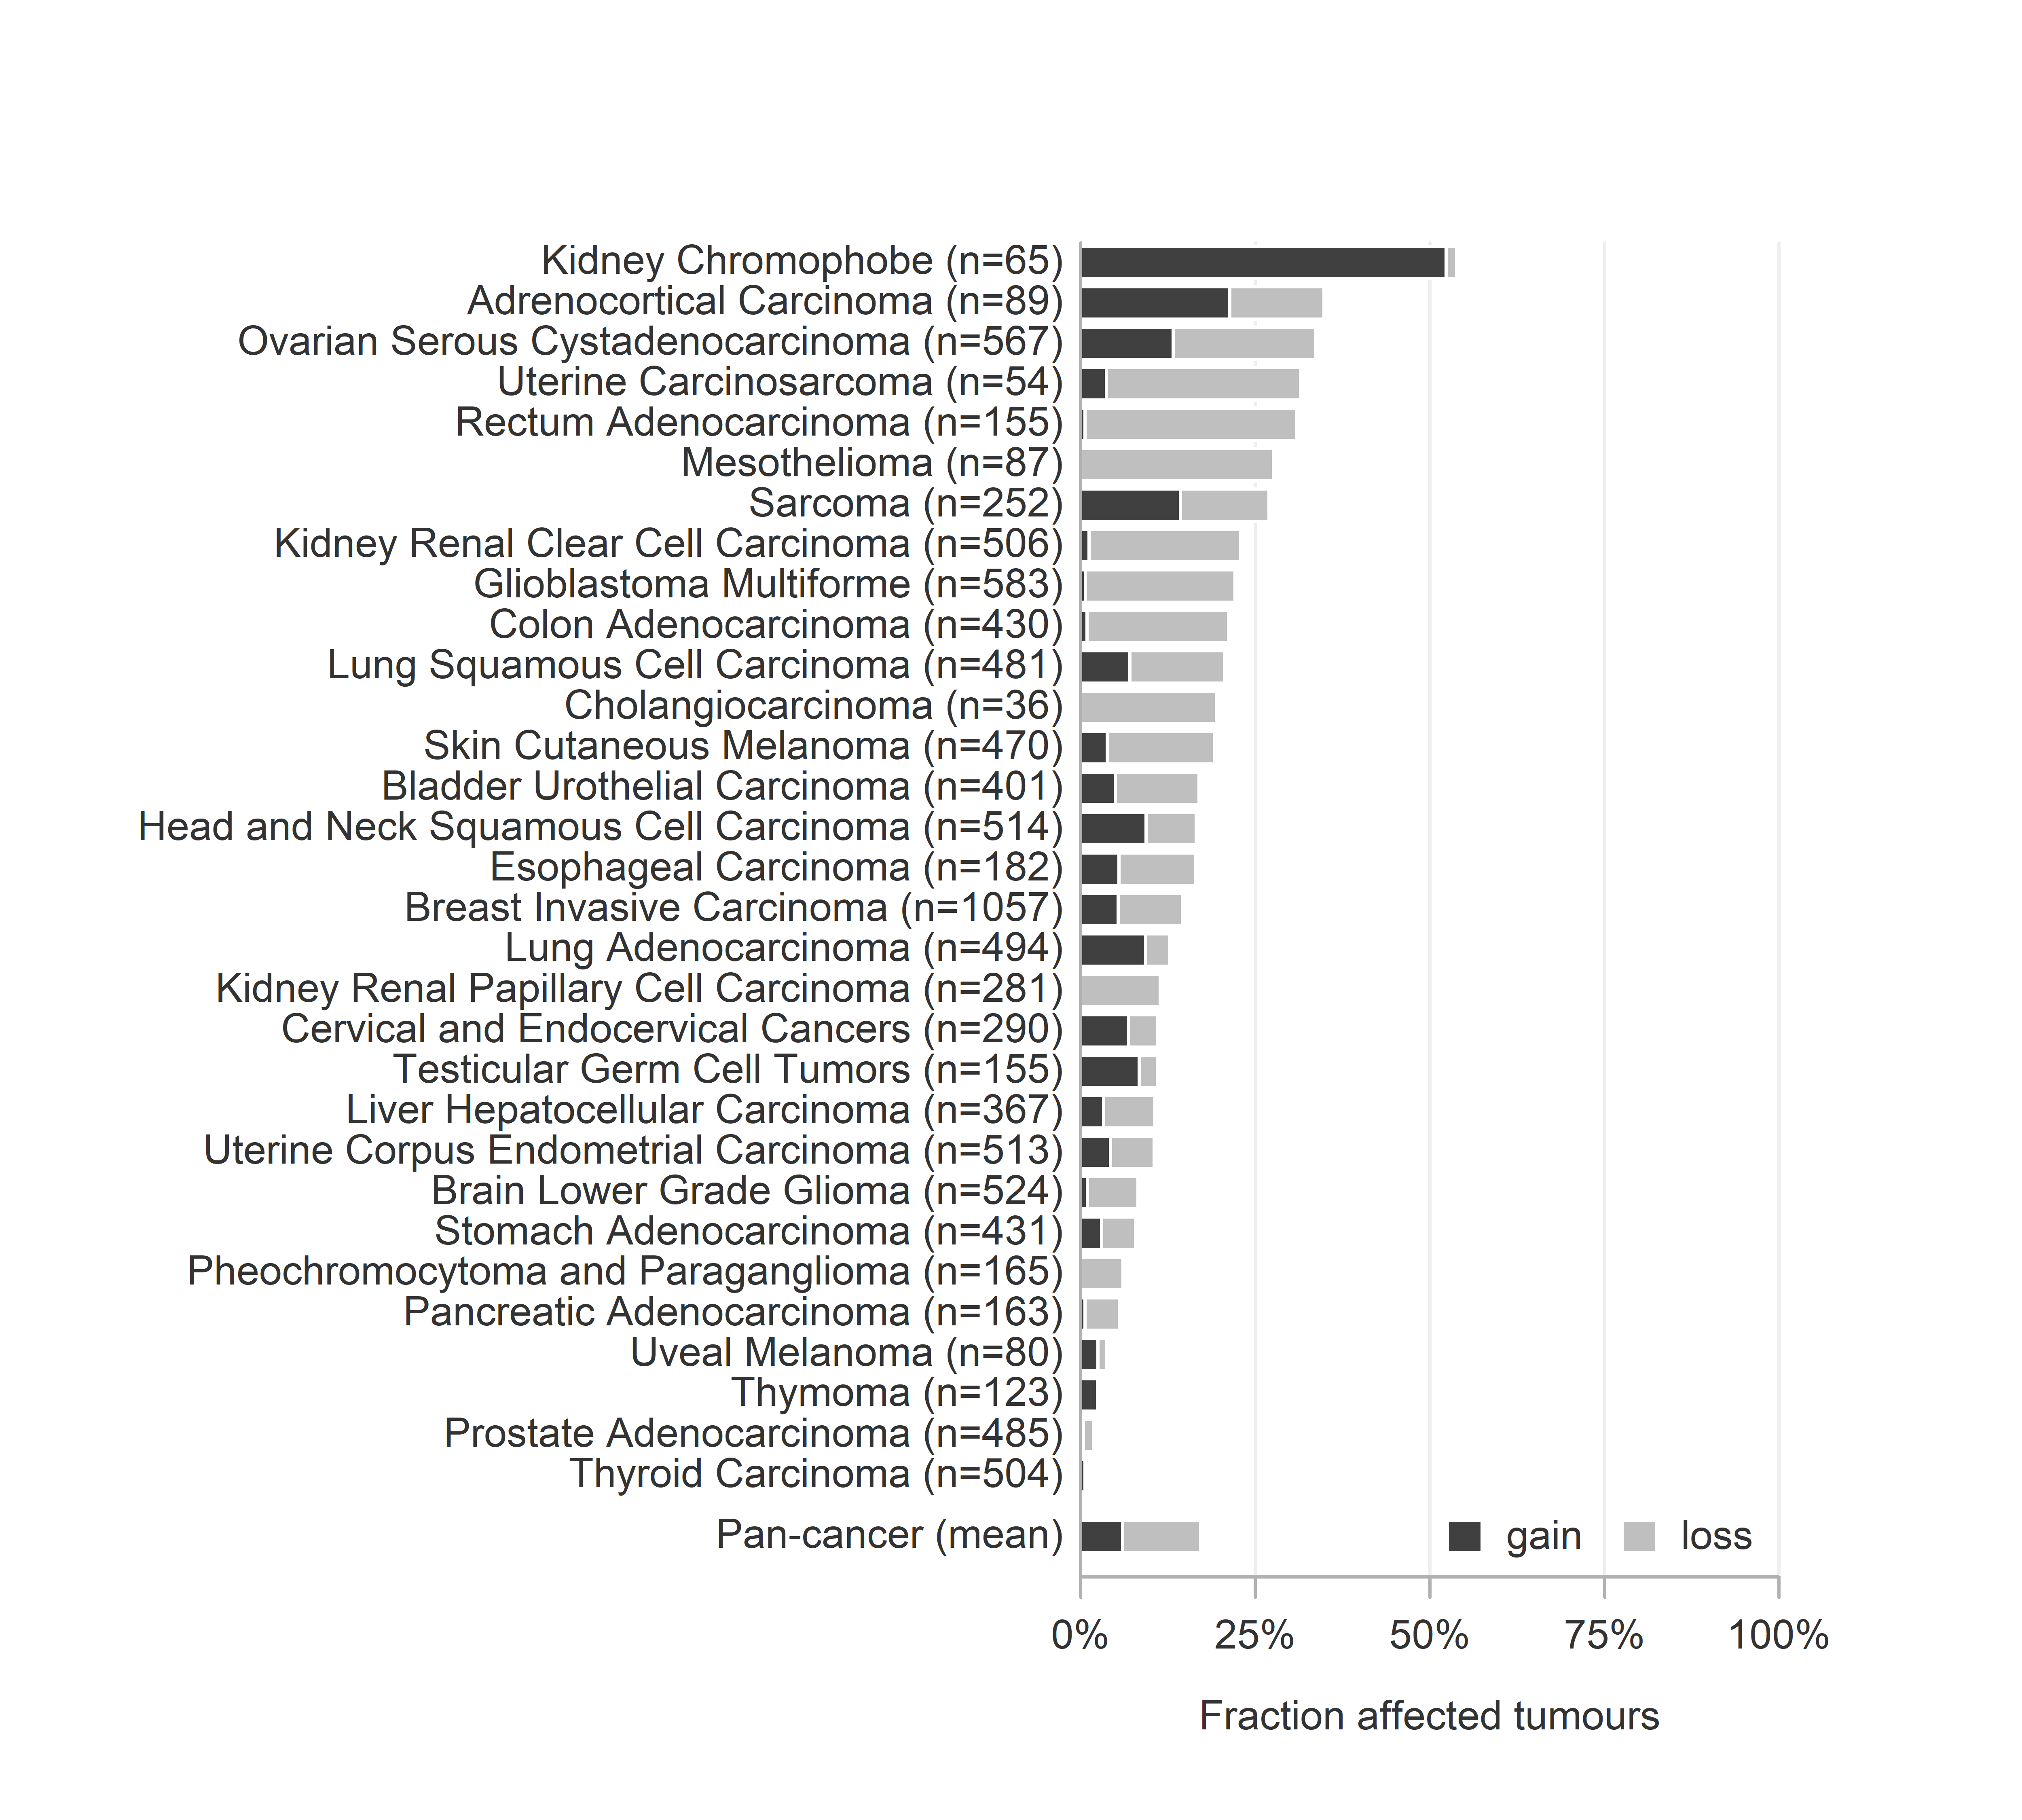 Kidney Chromophobe (n=65)
Adrenocortical Carcinoma (n=89)
Ovarian Serous Cystadenocarcinoma (n=567)
Uterine Carcinosarcoma (n=54)
Rectum Adenocarcinoma (n=155)
Mesothelioma (n=87)
Sarcoma (n=252)
Kidney Renal Clear Cell Carcinoma (n=506)
Glioblastoma Multiforme (n=583)
Colon Adenocarcinoma (n=430)
Lung Squamous Cell Carcinoma (n=481)
Cholangiocarcinoma (n=36)
Skin Cutaneous Melanoma (n=470)
Bladder Urothelial Carcinoma (n=401)
Head and Neck Squamous Cell Carcinoma (n=514)
Esophageal Carcinoma (n=182)
Breast Invasive Carcinoma (n=1057)
Lung Adenocarcinoma (n=494)
Kidney Renal Papillary Cell Carcinoma (n=281)
Cervical and Endocervical Cancers (n=290)
Testicular Germ Cell Tumors (n=155)
Liver Hepatocellular Carcinoma (n=367)
Uterine Corpus Endometrial Carcinoma (n=513)
Brain Lower Grade Glioma (n=524)
Stomach Adenocarcinoma (n=431)
Pheochromocytoma and Paraganglioma (n=165)
Pancreatic Adenocarcinoma (n=163)
Uveal Melanoma (n=80)
Thymoma (n=123)
Prostate Adenocarcinoma (n=485)
Thyroid Carcinoma (n=504)
Pan-cancer (mean)
gain loss
0% 25% 50% 75% 100%
Fraction affected tumours